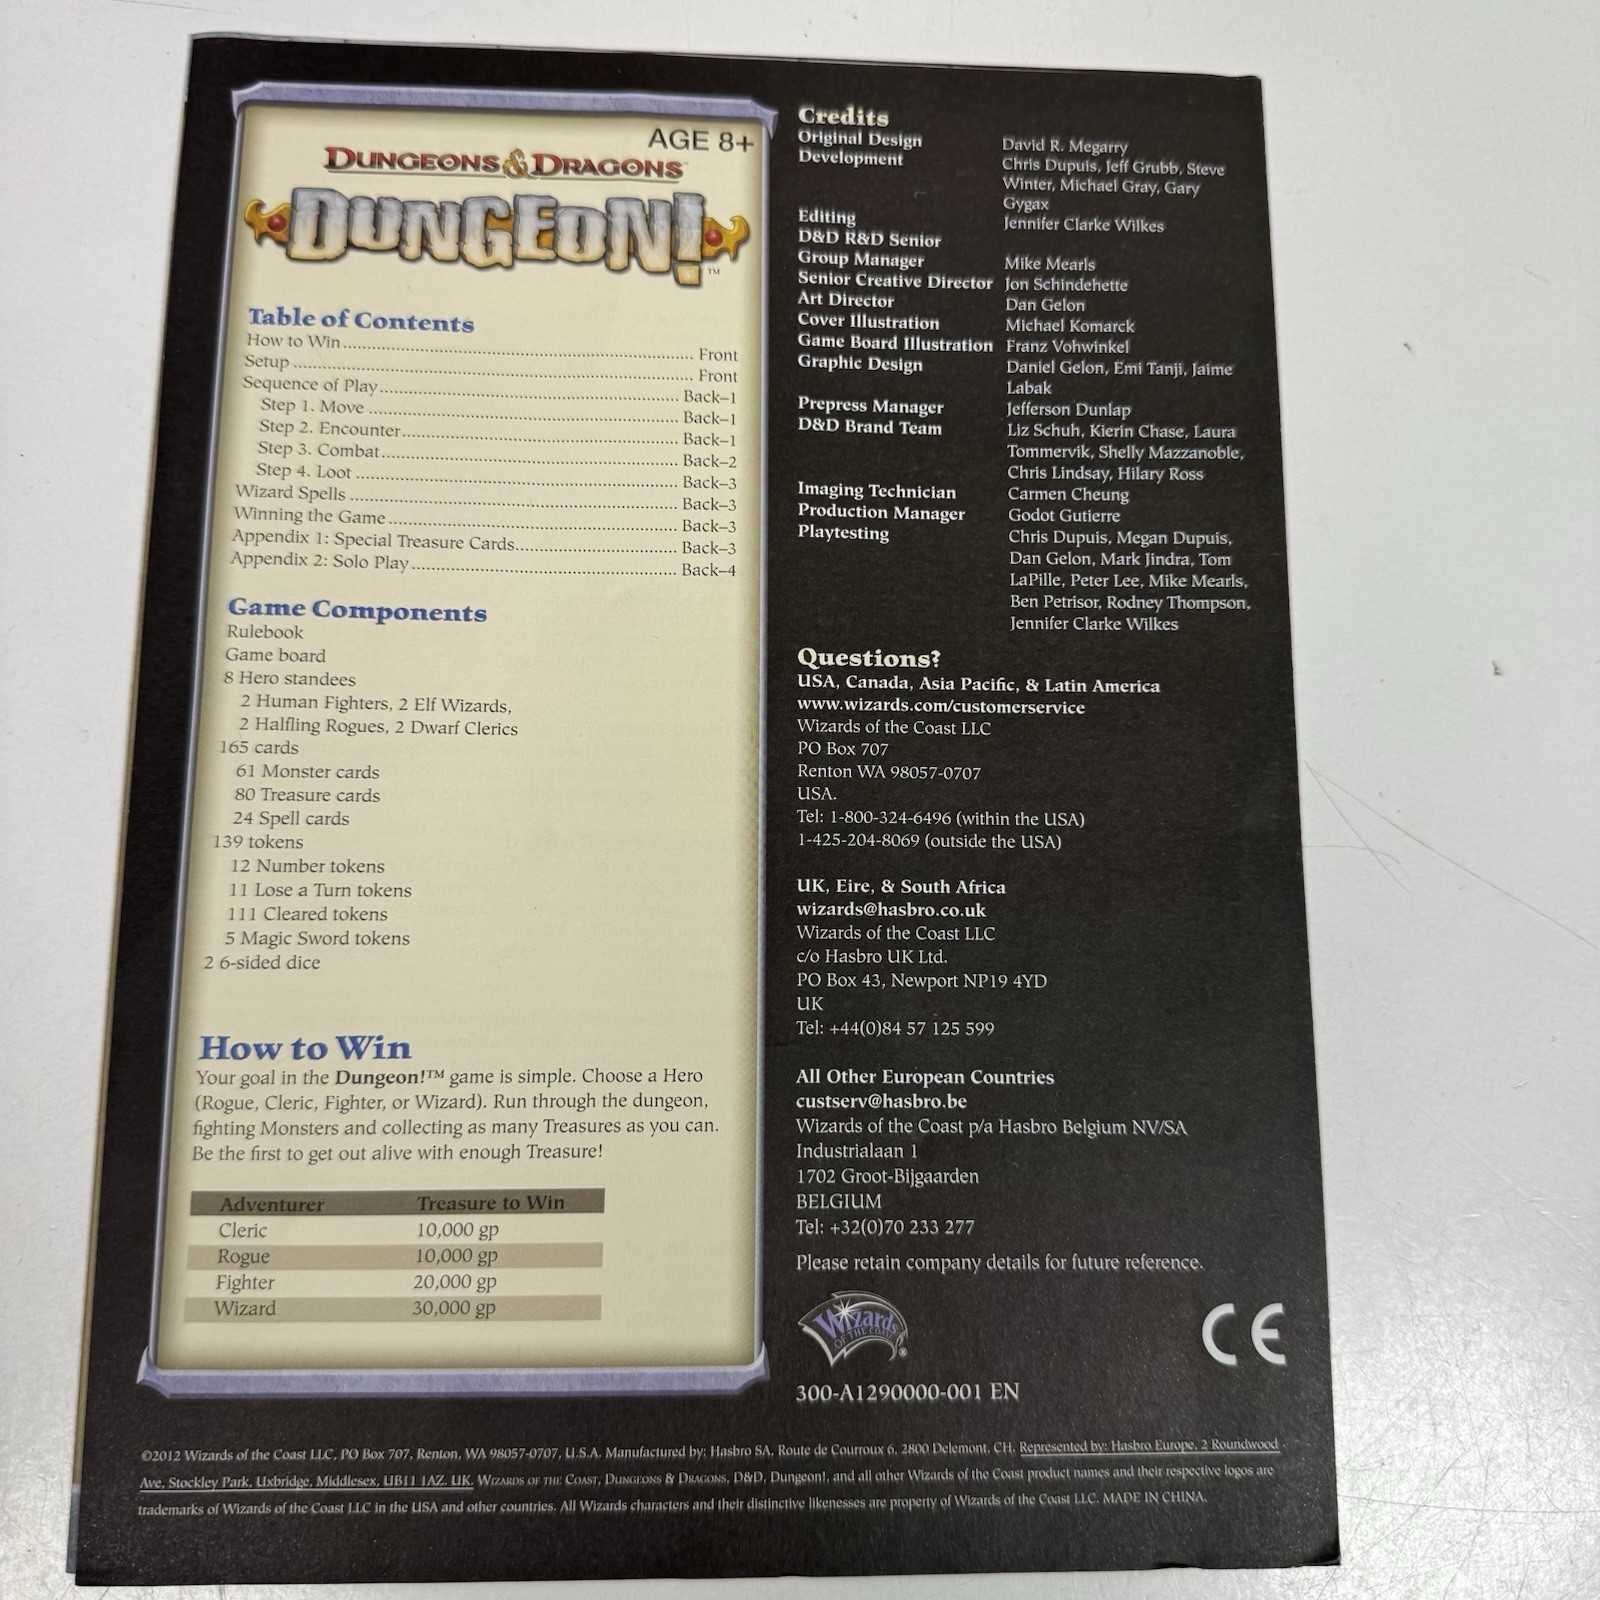 AGE 8+
DUNGEONS & DRAGONS™
DUNGEON!™
Table of Contents
How to Win ........ Front
Setup ........ Front
Sequence of Play ........ Back–1
Step 1. Move ........ Back–1
Step 2. Encounter ........ Back–1
Step 3. Combat ........ Back–2
Step 4. Loot ........ Back–3
Wizard Spells ........ Back–3
Winning the Game ........ Back–3
Appendix 1: Special Treasure Cards ........ Back–3
Appendix 2: Solo Play ........ Back–4
Game Components
Rulebook
Game board
8 Hero standees
2 Human Fighters, 2 Elf Wizards,
2 Halfling Rogues, 2 Dwarf Clerics
165 cards
61 Monster cards
80 Treasure cards
24 Spell cards
139 tokens
12 Number tokens
11 Lose a Turn tokens
111 Cleared tokens
5 Magic Sword tokens
2 6-sided dice
How to Win
Your goal in the Dungeon!™ game is simple. Choose a Hero
(Rogue, Cleric, Fighter, or Wizard). Run through the dungeon,
fighting Monsters and collecting as many Treasures as you can.
Be the first to get out alive with enough Treasure!
Adventurer Treasure to Win
Cleric 10,000 gp
Rogue 10,000 gp
Fighter 20,000 gp
Wizard 30,000 gp
Credits
Original Design David R. Megarry
Development Chris Dupuis, Jeff Grubb, Steve
Winter, Michael Gray, Gary
Gygax
Editing Jennifer Clarke Wilkes
D&D R&D Senior
Group Manager Mike Mearls
Senior Creative Director Jon Schindehette
Art Director Dan Gelon
Cover Illustration Michael Komarck
Game Board Illustration Franz Vohwinkel
Graphic Design Daniel Gelon, Emi Tanji, Jaime
Labak
Prepress Manager Jefferson Dunlap
D&D Brand Team Liz Schuh, Kierin Chase, Laura
Tommervik, Shelly Mazzanoble,
Chris Lindsay, Hilary Ross
Imaging Technician Carmen Cheung
Production Manager Godot Gutierre
Playtesting Chris Dupuis, Megan Dupuis,
Dan Gelon, Mark Jindra, Tom
LaPille, Peter Lee, Mike Mearls,
Ben Petrisor, Rodney Thompson,
Jennifer Clarke Wilkes
Questions?
USA, Canada, Asia Pacific, & Latin America
www.wizards.com/customerservice
Wizards of the Coast LLC
PO Box 707
Renton WA 98057-0707
USA.
Tel: 1-800-324-6496 (within the USA)
1-425-204-8069 (outside the USA)
UK, Eire, & South Africa
wizards@hasbro.co.uk
Wizards of the Coast LLC
c/o Hasbro UK Ltd.
PO Box 43, Newport NP19 4YD
UK
Tel: +44(0)84 57 125 599
All Other European Countries
custserv@hasbro.be
Wizards of the Coast p/a Hasbro Belgium NV/SA
Industrialaan 1
1702 Groot-Bijgaarden
BELGIUM
Tel: +32(0)70 233 277
Please retain company details for future reference.
Wizards
OF THE COAST®
CE
300-A1290000-001 EN
©2012 Wizards of the Coast LLC, PO Box 707, Renton, WA 98057-0707, U.S.A. Manufactured by: Hasbro SA, Route de Courroux 6, 2800 Delemont, CH. Represented by: Hasbro Europe, 2 Roundwood
Ave, Stockley Park, Uxbridge, Middlesex, UB11 1AZ. UK. WIZARDS OF THE COAST, DUNGEONS & DRAGONS, D&D, Dungeon!, and all other Wizards of the Coast product names and their respective logos are
trademarks of Wizards of the Coast LLC in the USA and other countries. All Wizards characters and their distinctive likenesses are property of Wizards of the Coast LLC. MADE IN CHINA.